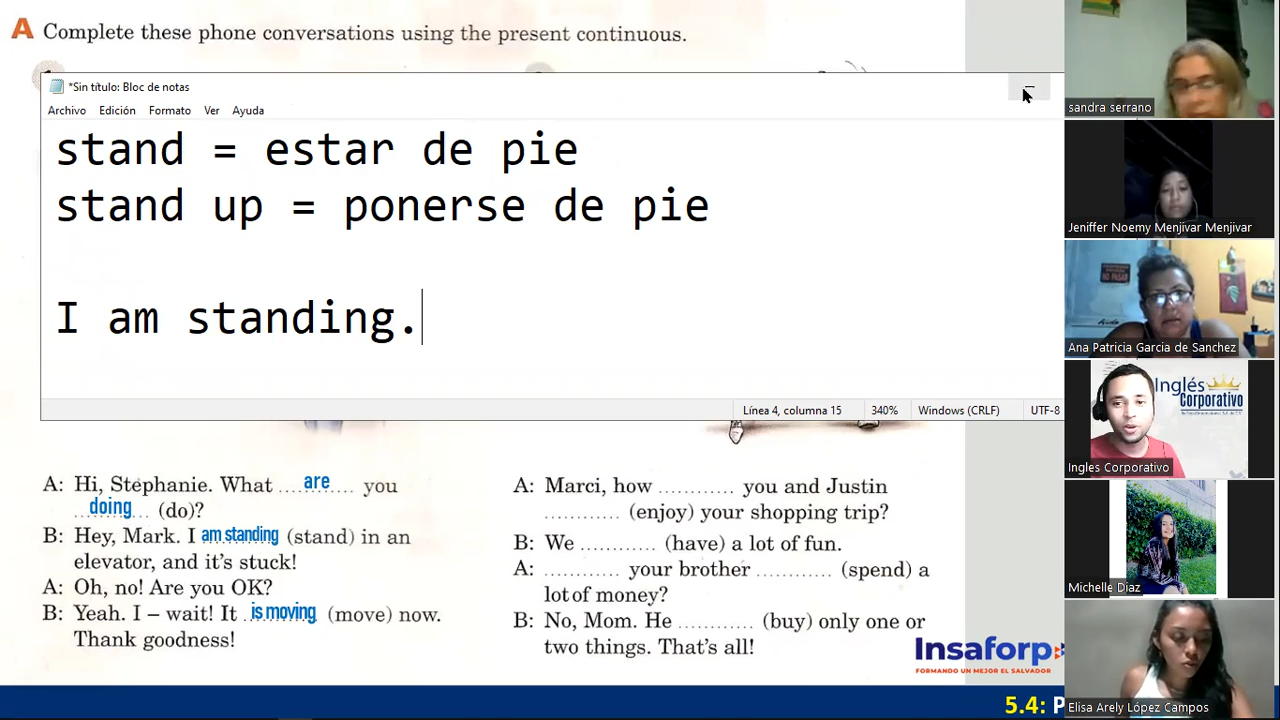 A Complete these phone conversations using the present continuous.
*Sin título: Bloc de notas
Archivo Edición Formato Ver Ayuda
stand = estar de pie
stand up = ponerse de pie
I am standing.
Línea 4, columna 15 340% Windows (CRLF) UTF-8
A: Hi, Stephanie. What are you
doing (do)?
B: Hey, Mark. I am standing (stand) in an
elevator, and it's stuck!
A: Oh, no! Are you OK?
B: Yeah. I – wait! It is moving (move) now.
Thank goodness!
A: Marci, how ............ you and Justin
............ (enjoy) your shopping trip?
B: We ............ (have) a lot of fun.
A: ............ your brother ............ (spend) a
lot of money?
B: No, Mom. He ............ (buy) only one or
two things. That's all!
Insaforp
FORMANDO UN MEJOR EL SALVADOR
5.4: P
sandra serrano
Jeniffer Noemy Menjivar Menjivar
NO PASAR
Ana Patricia Garcia de Sanchez
Inglés
Corporativo
Ingles Corporativo
Michelle Diaz
Elisa Arely López Campos